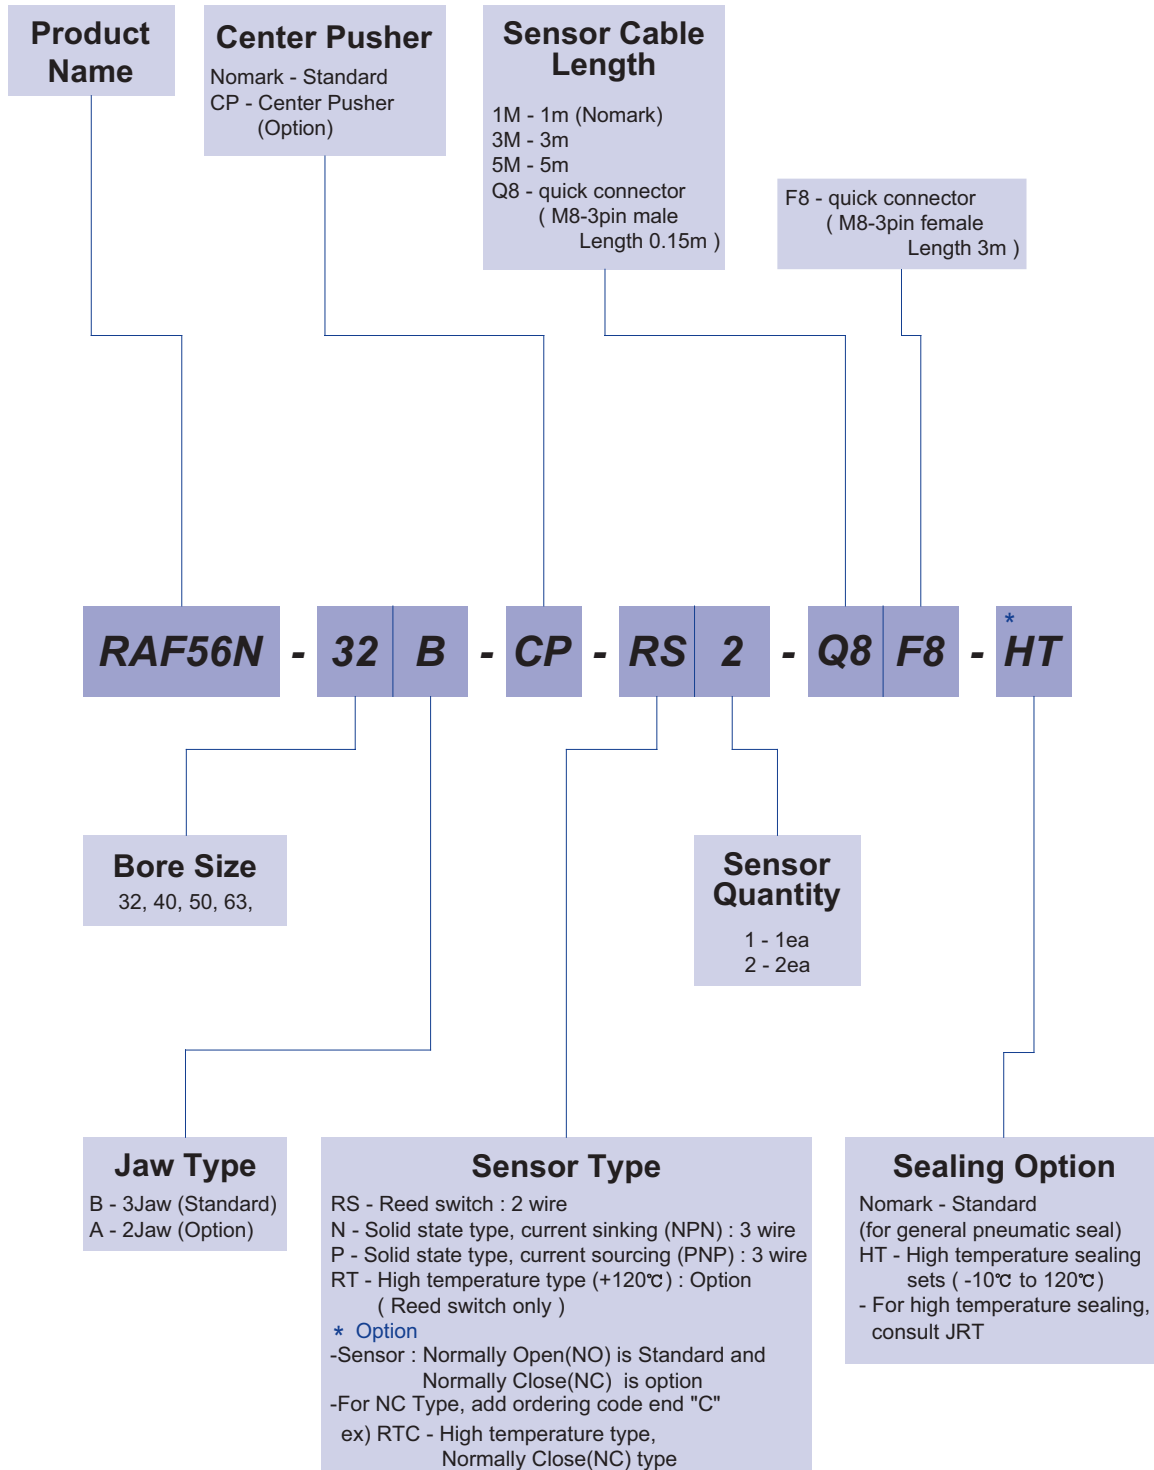 Product
Name
Center Pusher
Nomark - Standard
CP - Center Pusher
(Option)
Sensor Cable
Length
1M - 1m (Nomark)
3M - 3m
5M - 5m
Q8 - quick connector
( M8-3pin male
Length 0.15m )
F8 - quick connector
( M8-3pin female
Length 3m )
RAF56N - 32 B - CP - RS 2 - Q8 F8 - *HT
Bore Size
32, 40, 50, 63,
Sensor
Quantity
1 - 1ea
2 - 2ea
Jaw Type
B - 3Jaw (Standard)
A - 2Jaw (Option)
Sensor Type
RS - Reed switch : 2 wire
N - Solid state type, current sinking (NPN) : 3 wire
P - Solid state type, current sourcing (PNP) : 3 wire
RT - High temperature type (+120℃) : Option
( Reed switch only )
* Option
-Sensor : Normally Open(NO) is Standard and
Normally Close(NC) is option
-For NC Type, add ordering code end "C"
ex) RTC - High temperature type,
Normally Close(NC) type
Sealing Option
Nomark - Standard
(for general pneumatic seal)
HT - High temperature sealing
sets ( -10℃ to 120℃)
- For high temperature sealing,
consult JRT